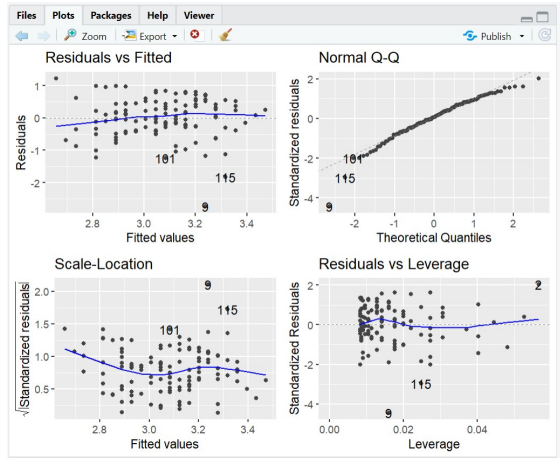 Files Plots Packages Help Viewer
Zoom Export Publish
Residuals vs Fitted
Residuals
1
0
-1
-2
101
115
9
2.8 3.0 3.2 3.4
Fitted values
Normal Q-Q
Standardized residuals
2
0
-2
-4
101
115
9
-2 -1 0 1 2
Theoretical Quantiles
Scale-Location
√|Standardized residuals|
2.0
1.5
1.0
0.5
9
115
101
2.8 3.0 3.2 3.4
Fitted values
Residuals vs Leverage
Standardized Residuals
2
0
-2
-4
2
115
9
0.00 0.02 0.04
Leverage